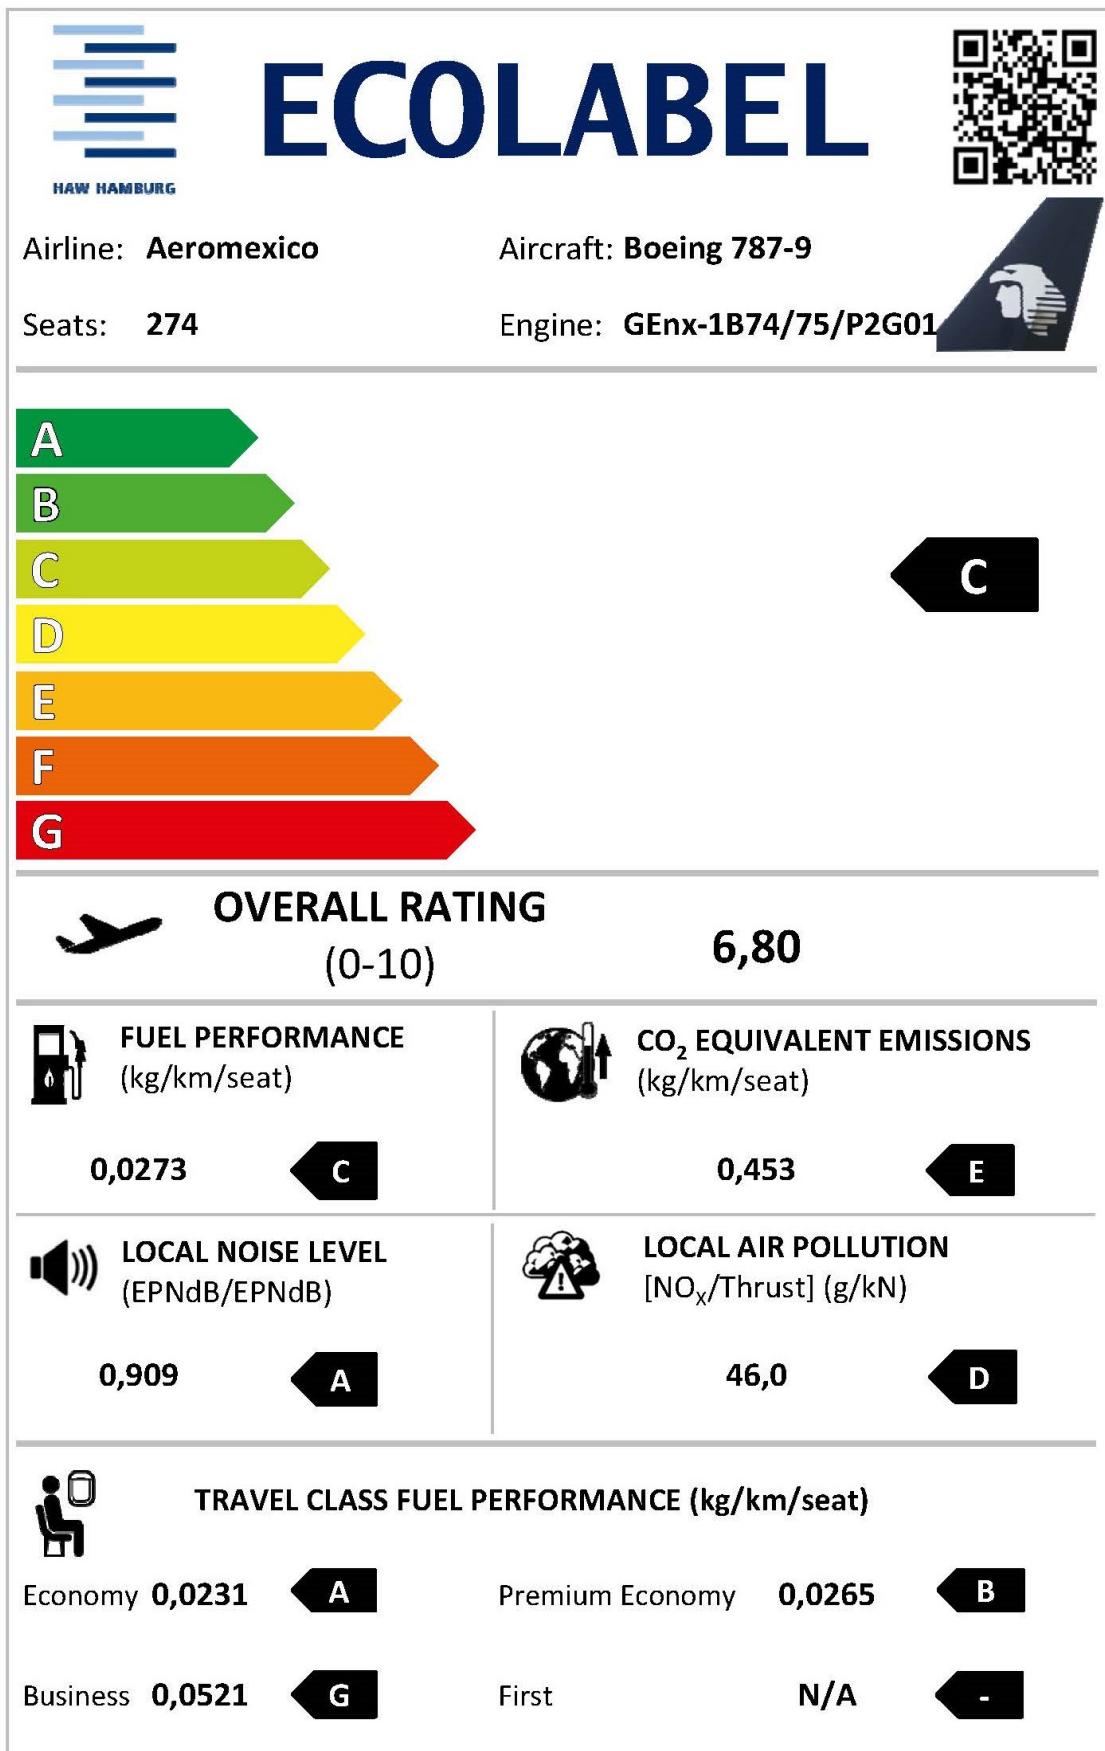 HAW HAMBURG
ECOLABEL
Airline: Aeromexico Aircraft: Boeing 787-9
Seats: 274 Engine: GEnx-1B74/75/P2G01
A
B
C
C
D
E
F
G
OVERALL RATING
(0-10)
6,80
FUEL PERFORMANCE
(kg/km/seat)
0,0273 C
CO₂ EQUIVALENT EMISSIONS
(kg/km/seat)
0,453 E
LOCAL NOISE LEVEL
(EPNdB/EPNdB)
0,909 A
LOCAL AIR POLLUTION
[NOₓ/Thrust] (g/kN)
46,0 D
TRAVEL CLASS FUEL PERFORMANCE (kg/km/seat)
Economy 0,0231 A Premium Economy 0,0265 B
Business 0,0521 G First N/A -